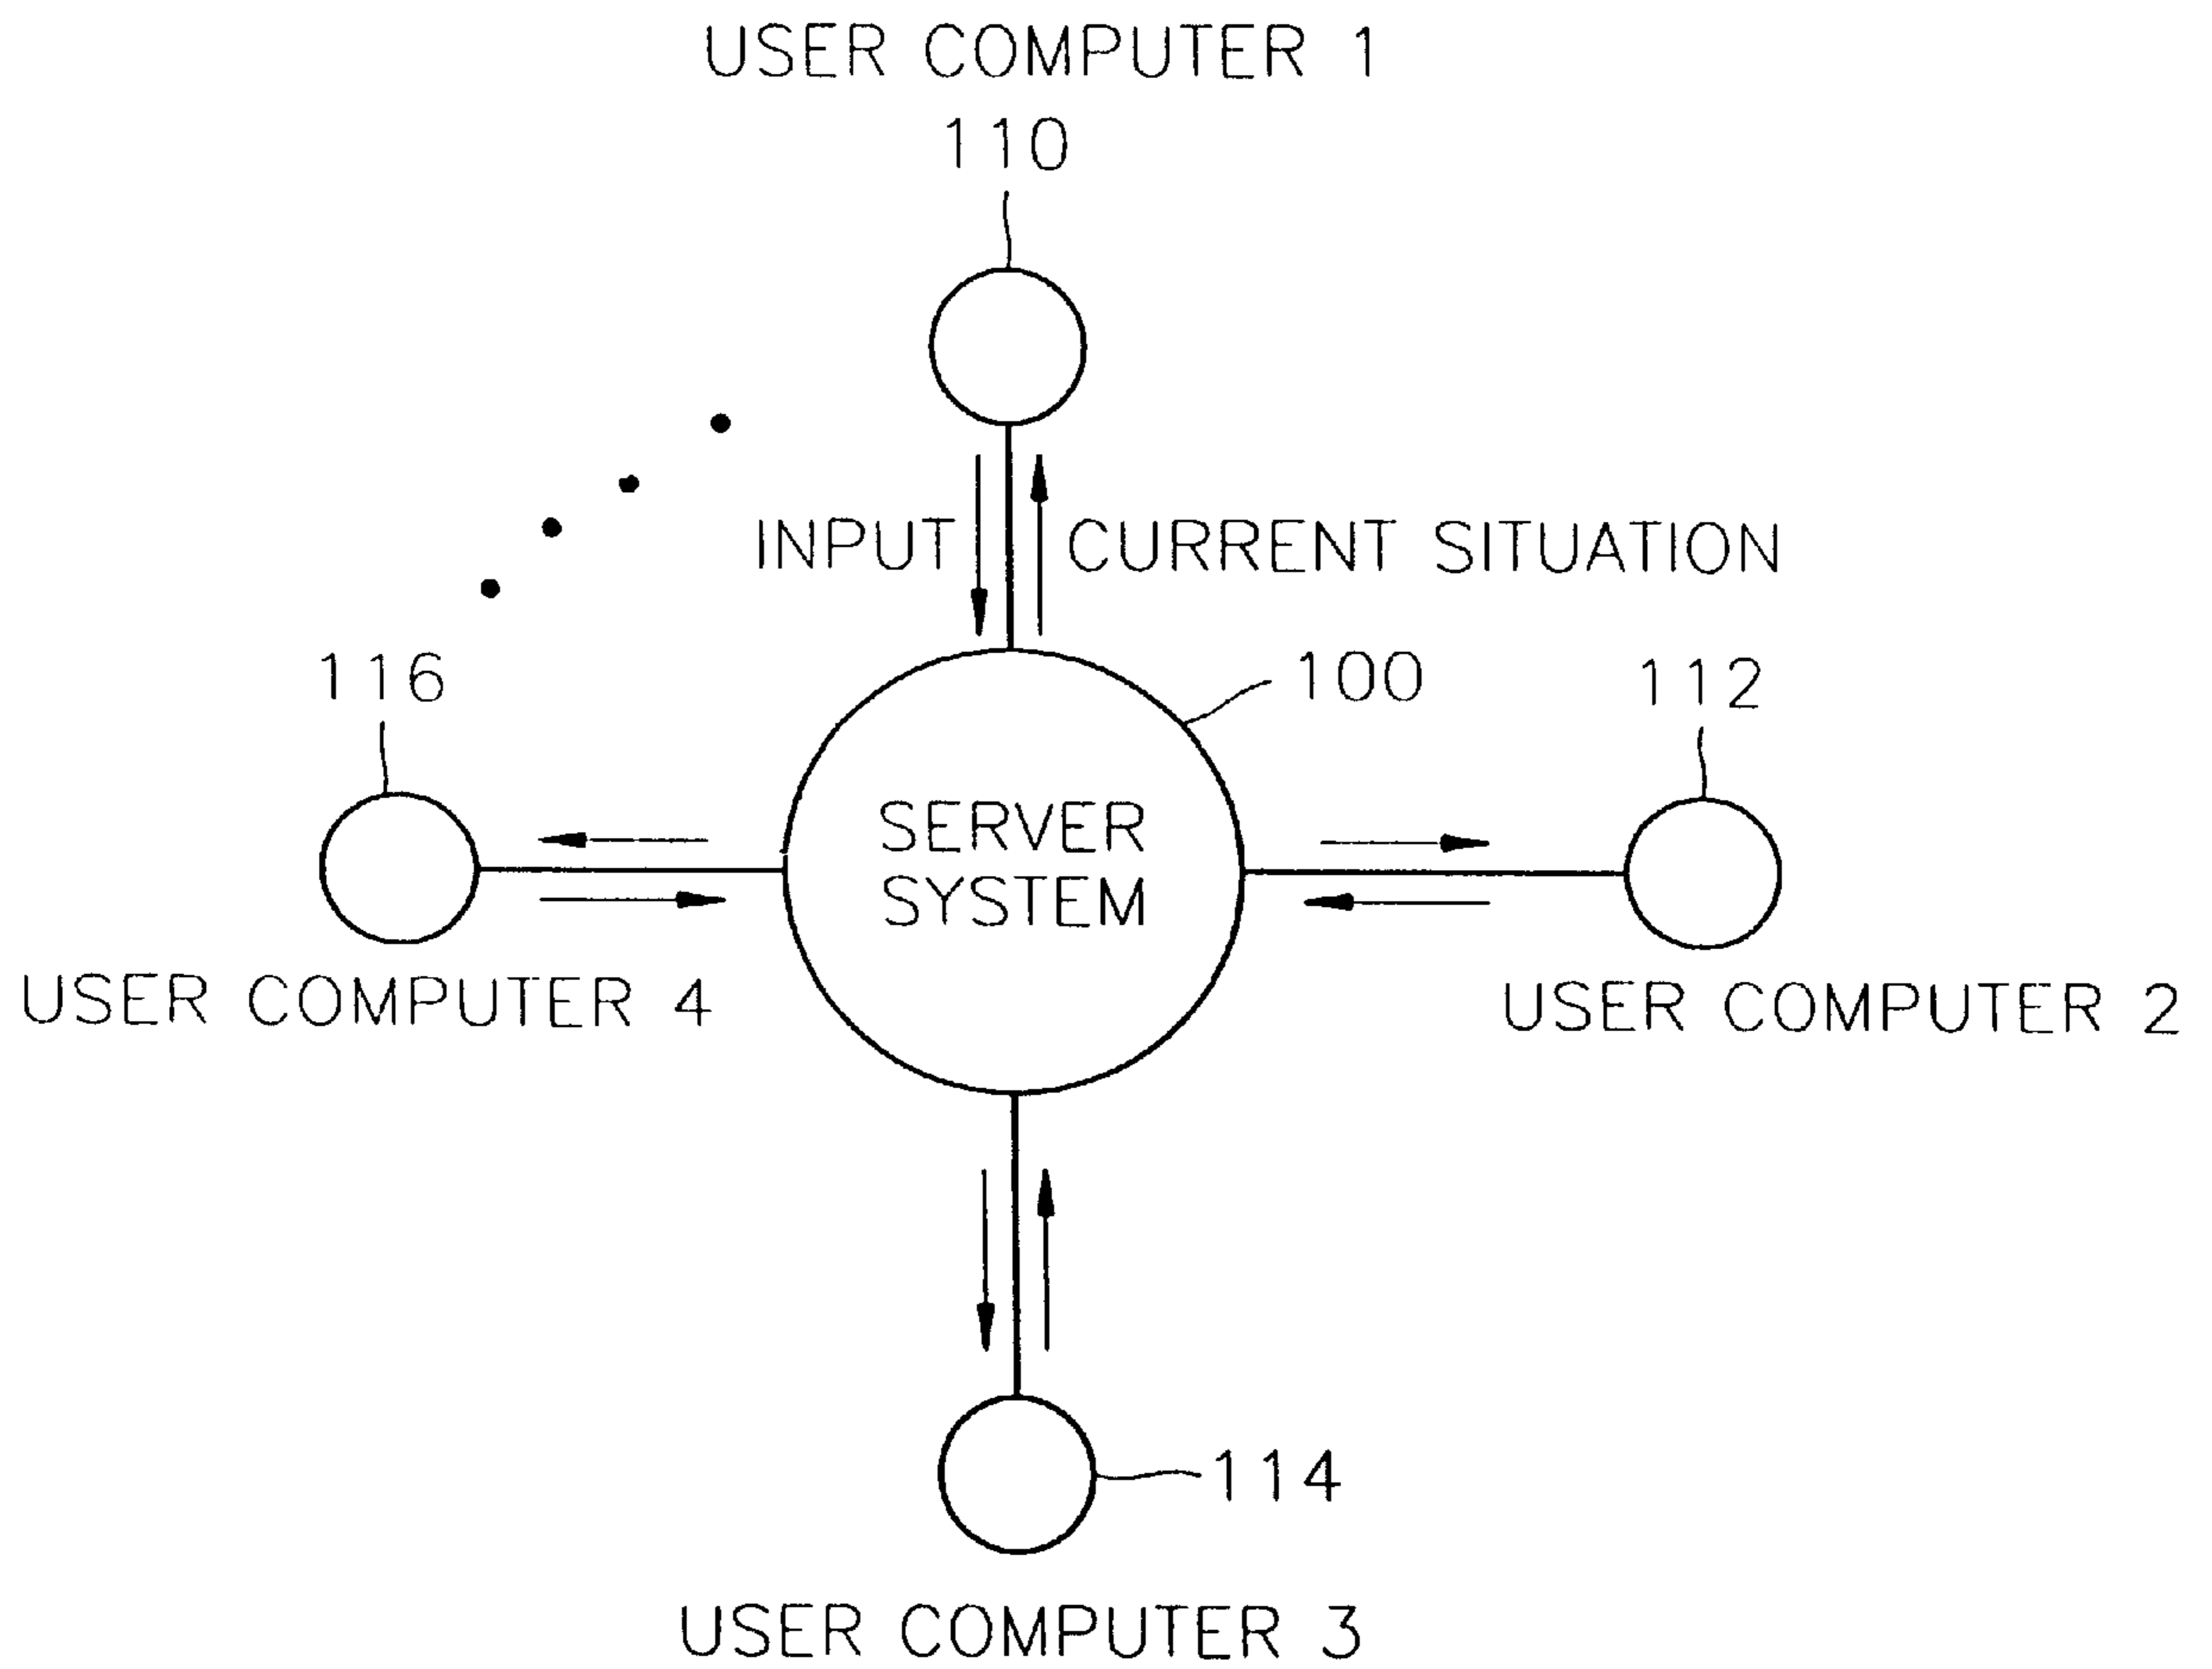 USER COMPUTER 1
110
INPUT
CURRENT SITUATION
116
100
112
SERVER
SYSTEM
USER COMPUTER 4
USER COMPUTER 2
114
USER COMPUTER 3